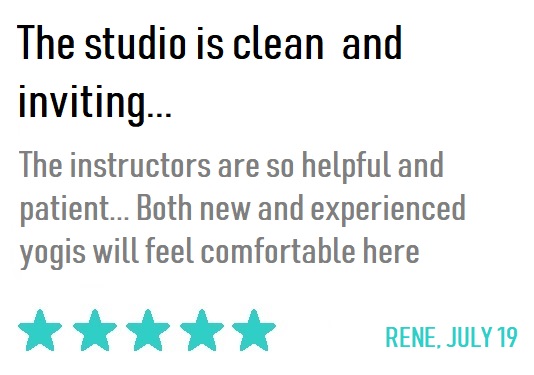 The studio is clean  and
inviting...
The instructors are so helpful and
patient... Both new and experienced
yogis will feel comfortable here
RENE, JULY 19